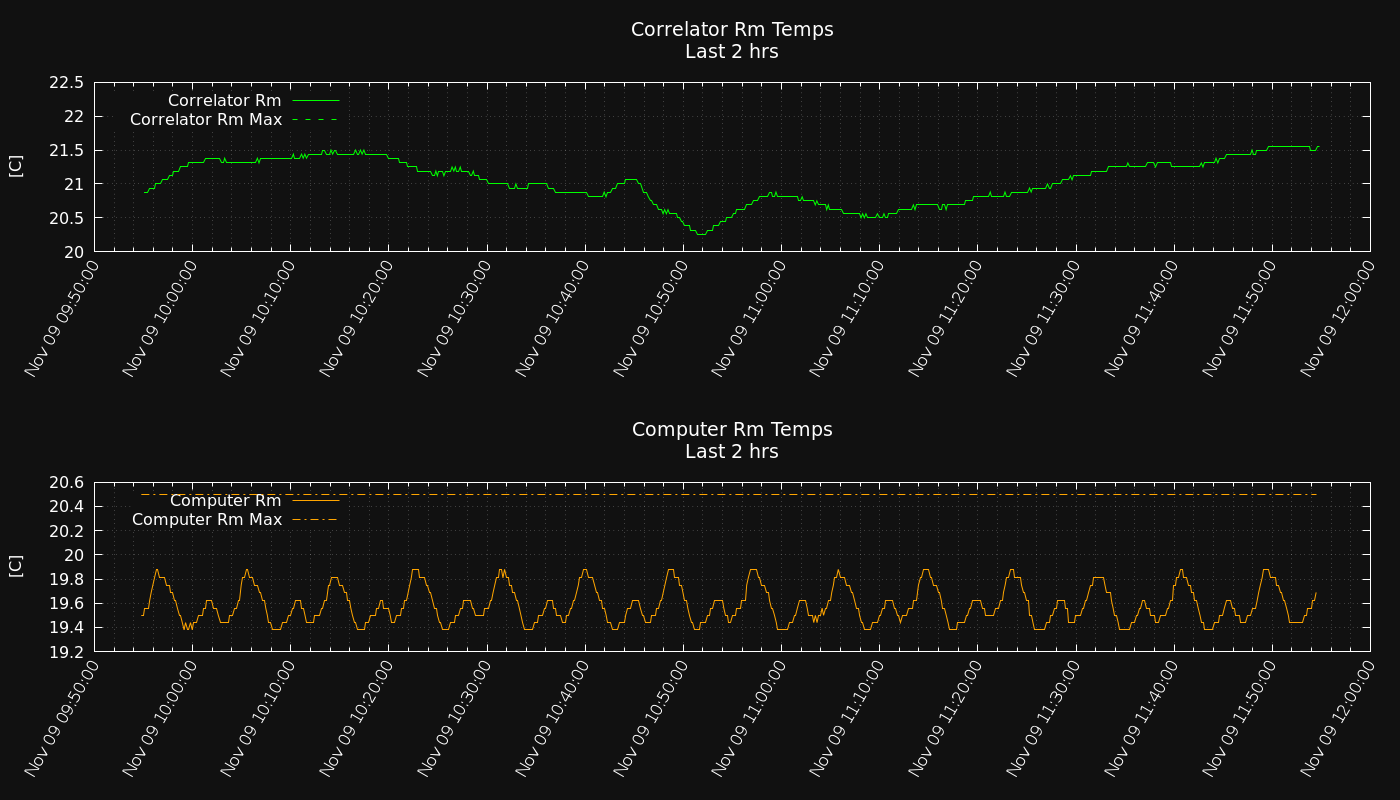 Correlator Rm Temps
Last 2 hrs
22.5
22
21.5
21
20.5
20
[C]
Correlator Rm
Correlator Rm Max
Nov 09 09:50:00
Nov 09 10:00:00
Nov 09 10:10:00
Nov 09 10:20:00
Nov 09 10:30:00
Nov 09 10:40:00
Nov 09 10:50:00
Nov 09 11:00:00
Nov 09 11:10:00
Nov 09 11:20:00
Nov 09 11:30:00
Nov 09 11:40:00
Nov 09 11:50:00
Nov 09 12:00:00
Computer Rm Temps
Last 2 hrs
20.6
20.4
20.2
20
19.8
19.6
19.4
19.2
[C]
Computer Rm
Computer Rm Max
Nov 09 09:50:00
Nov 09 10:00:00
Nov 09 10:10:00
Nov 09 10:20:00
Nov 09 10:30:00
Nov 09 10:40:00
Nov 09 10:50:00
Nov 09 11:00:00
Nov 09 11:10:00
Nov 09 11:20:00
Nov 09 11:30:00
Nov 09 11:40:00
Nov 09 11:50:00
Nov 09 12:00:00